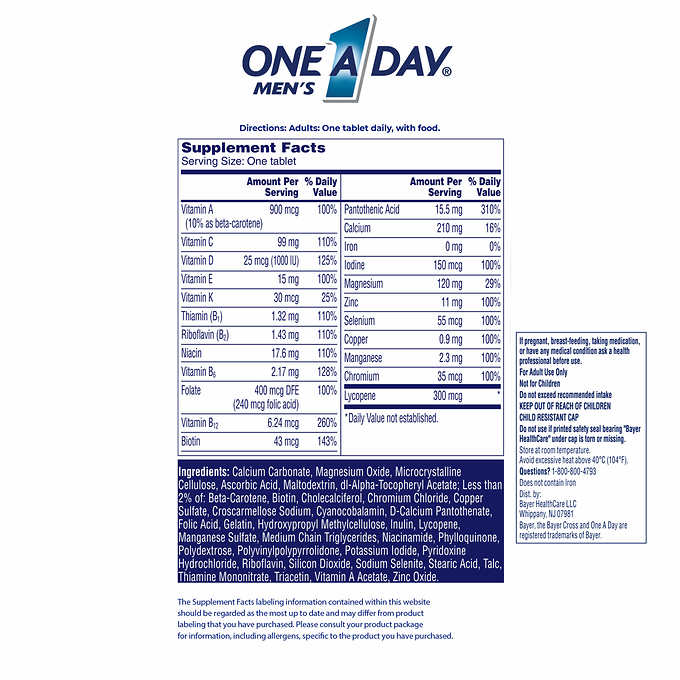 ONE A DAY®
MEN'S
1
Directions: Adults: One tablet daily, with food.
Supplement Facts
Serving Size: One tablet
Amount Per Serving % Daily Value
Vitamin A 900 mcg 100%
(10% as beta-carotene)
Vitamin C 99 mg 110%
Vitamin D 25 mcg (1000 IU) 125%
Vitamin E 15 mg 100%
Vitamin K 30 mcg 25%
Thiamin (B1) 1.32 mg 110%
Riboflavin (B2) 1.43 mg 110%
Niacin 17.6 mg 110%
Vitamin B6 2.17 mg 128%
Folate 400 mcg DFE 100%
(240 mcg folic acid)
Vitamin B12 6.24 mcg 260%
Biotin 43 mcg 143%
Amount Per Serving % Daily Value
Pantothenic Acid 15.5 mg 310%
Calcium 210 mg 16%
Iron 0 mg 0%
Iodine 150 mcg 100%
Magnesium 120 mg 29%
Zinc 11 mg 100%
Selenium 55 mcg 100%
Copper 0.9 mg 100%
Manganese 2.3 mg 100%
Chromium 35 mcg 100%
Lycopene 300 mcg *
*Daily Value not established.
Ingredients: Calcium Carbonate, Magnesium Oxide, Microcrystalline
Cellulose, Ascorbic Acid, Maltodextrin, dl-Alpha-Tocopheryl Acetate; Less than
2% of: Beta-Carotene, Biotin, Cholecalciferol, Chromium Chloride, Copper
Sulfate, Croscarmellose Sodium, Cyanocobalamin, D-Calcium Pantothenate,
Folic Acid, Gelatin, Hydroxypropyl Methylcellulose, Inulin, Lycopene,
Manganese Sulfate, Medium Chain Triglycerides, Niacinamide, Phylloquinone,
Polydextrose, Polyvinylpolypyrrolidone, Potassium Iodide, Pyridoxine
Hydrochloride, Riboflavin, Silicon Dioxide, Sodium Selenite, Stearic Acid, Talc,
Thiamine Mononitrate, Triacetin, Vitamin A Acetate, Zinc Oxide.
If pregnant, breast-feeding, taking medication,
or have any medical condition ask a health
professional before use.
For Adult Use Only
Not for Children
Do not exceed recommended intake
KEEP OUT OF REACH OF CHILDREN
CHILD RESISTANT CAP
Do not use if printed safety seal bearing "Bayer
HealthCare" under cap is torn or missing.
Store at room temperature.
Avoid excessive heat above 40°C (104°F).
Questions? 1-800-800-4793
Does not contain Iron
Dist. by:
Bayer HealthCare LLC
Whippany, NJ 07981
Bayer, the Bayer Cross and One A Day are
registered trademarks of Bayer.
The Supplement Facts labeling information contained within this website
should be regarded as the most up to date and may differ from product
labeling that you have purchased. Please consult your product package
for information, including allergens, specific to the product you have purchased.